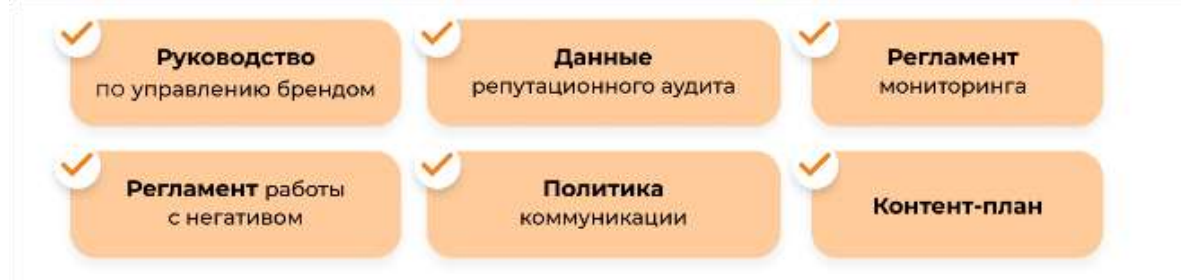 Руководство
по управлению брендом
Данные
репутационного аудита
Регламент
мониторинга
Регламент работы
с негативом
Политика
коммуникации
Контент-план